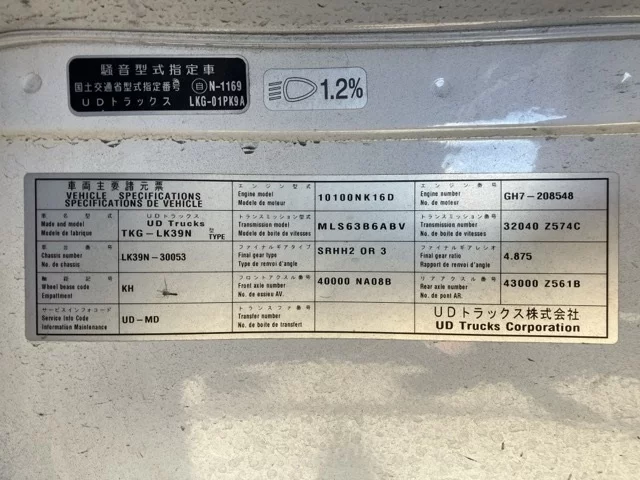 騒音型式指定車
国土交通省型式指定番号 自 N-1169
UDトラックス LKG-01PK9A
1.2%
車両主要諸元票
VEHICLE SPECIFICATIONS
SPECIFICATIONS DE VEHICLE
エンジン型式
Engine model
Modele de moteur
10100NK16D
エンジン番号
Engine number
No. de moteur
GH7-208548
車名型式
Made and model
Modele de fabrique
UDトラックス
UD Trucks
TKG-LK39N 型 TYPE
トランスミッション型式
Transmission model
Modele de boite de vitesses
MLS63B6ABV
トランスミッション番号
Transmission number
No. de boite de vitesses
32040 Z574C
車台番号
Chassis number
No. de chassis
LK39N-30053
ファイナルギアタイプ
Final gear type
Type de renvoi d'angle
SRHH2 OR 3
ファイナルギアレシオ
Final gear ratio
Rapport de renvoi d'angle
4.875
軸距記号
Wheel base code
Empattment
KH
フロントアクスル番号
Front axle number
No. de essieu AV.
40000 NA08B
リアアクスル番号
Rear axle number
No. de pont AR.
43000 Z561B
サービスインフォコード
Service Info Code
Information Maintenance
UD-MD
トランスファ番号
Transfer number
No. de boite de transfert
UDトラックス株式会社
UD Trucks Corporation